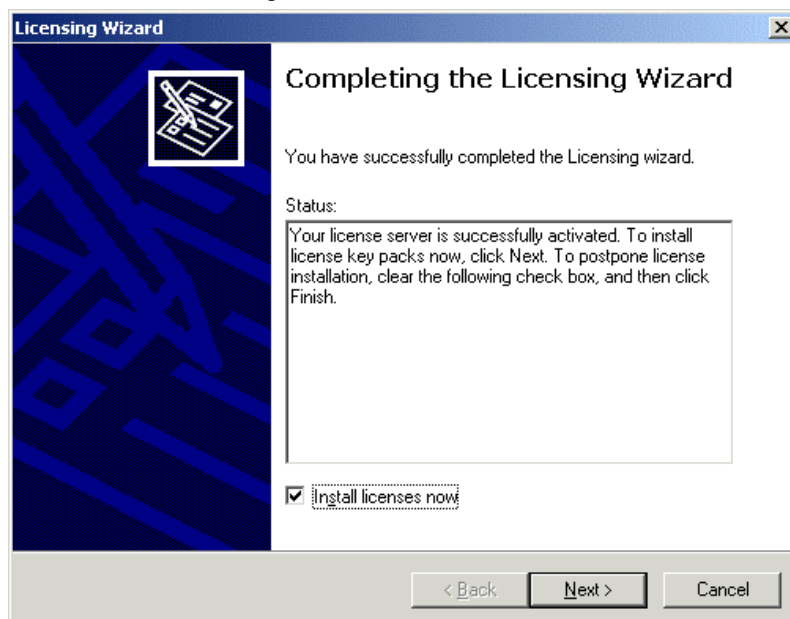 Licensing Wizard
Completing the Licensing Wizard
You have successfully completed the Licensing wizard.
Status:
Your license server is successfully activated. To install
license key packs now, click Next. To postpone license
installation, clear the following check box, and then click
Finish.
Install licenses now
< Back
Next >
Cancel